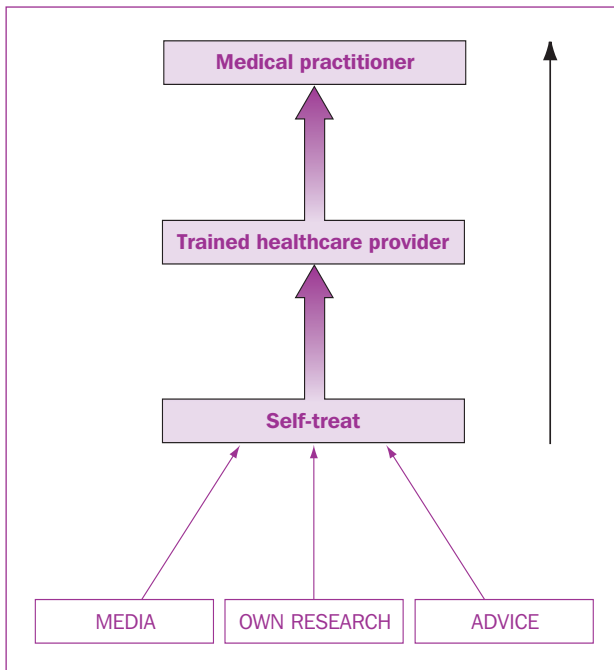 Medical practitioner
Trained healthcare provider
Self-treat
MEDIA
OWN RESEARCH
ADVICE